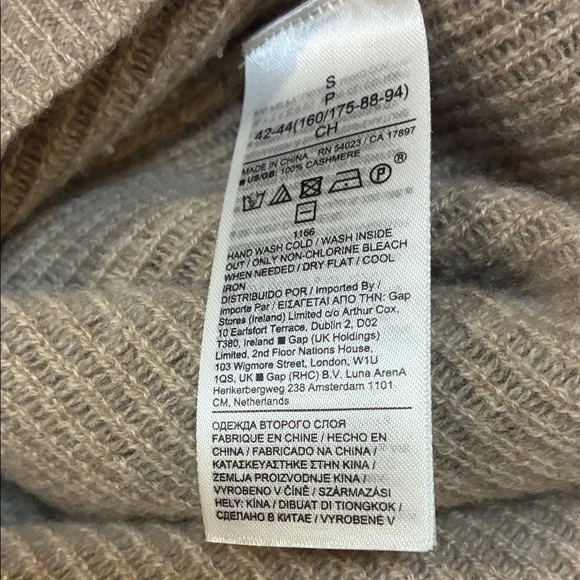 S
P
42-44(160/175-88-94)
CH
MADE IN CHINA RN 54023 / CA 17897
■ US/GB: 100% CASHMERE
P ®
1166
HAND WASH COLD / WASH INSIDE
OUT / ONLY NON-CHLORINE BLEACH
WHEN NEEDED / DRY FLAT / COOL
IRON
DISTRIBUIDO POR / Imported By /
Importe Par / ΕΙΣΑΓΕΤΑΙ ΑΠΟ ΤΗΝ: Gap
Stores (Ireland) Limited c/o Arthur Cox,
10 Earlsfort Terrace, Dublin 2, D02
T380, Ireland ■ Gap (UK Holdings)
Limited, 2nd Floor Nations House,
103 Wigmore Street, London, W1U
1QS, UK ■ Gap (RHC) B.V. Luna ArenA
Herikerbergweg 238 Amsterdam 1101
CM, Netherlands
ОДЕЖДА ВТОРОГО СЛОЯ
FABRIQUE EN CHINE / HECHO EN
CHINA / FABRICADO NA CHINA /
ΚΑΤΑΣΚΕΥΑΣΤΗΚΕ ΣΤΗΝ ΚΙΝΑ /
ZEMLJA PROIZVODNJE KINA /
VYROBENO V ČÍNĚ / SZÁRMAZÁSI
HELY: KÍNA / DIBUAT DI TIONGKOK /
СДЕЛАНО В КИТАЕ / VYROBENÉ V